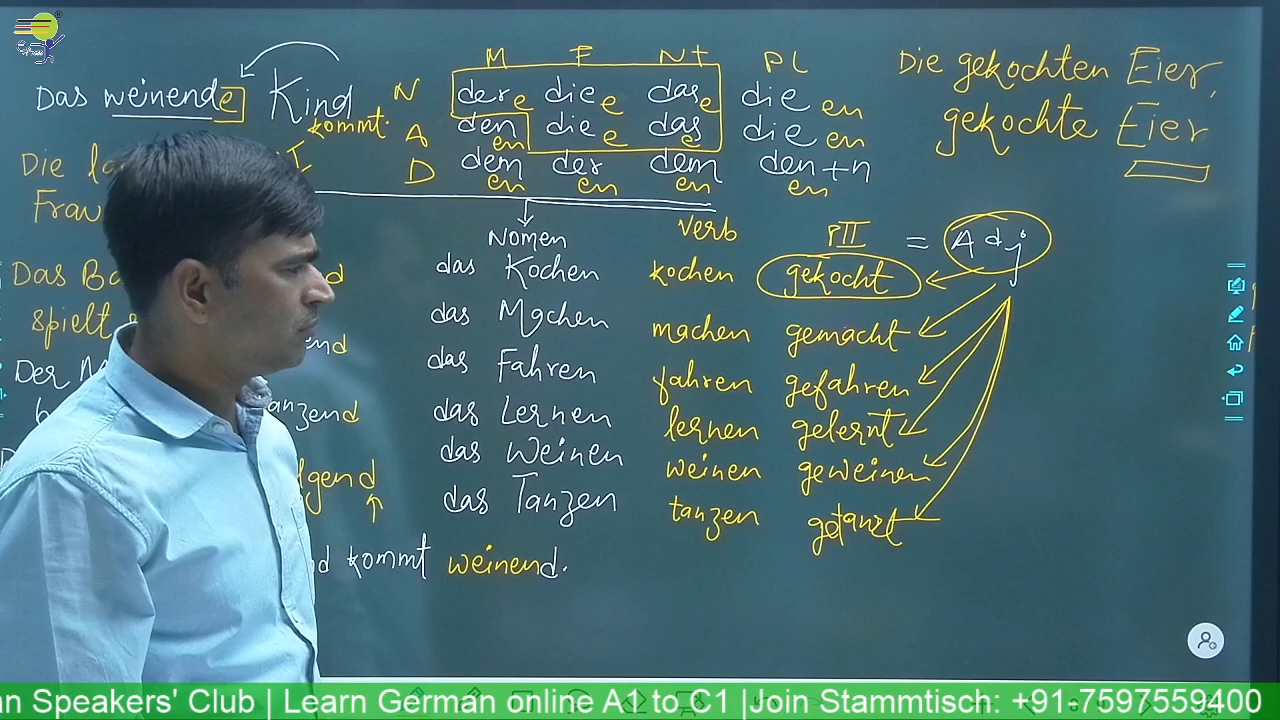 Das weinende Kind
kommt.
M F Nt Pl
N der e die e das e die en
A den en die e das e die en
D dem en der en dem en den+n en
Die gekochten Eier,
gekochte Eier
Die
Frau
Das
spielt
Der
anzend
gend
kommt weinend.
Nomen Verb PII = Adj
das Kochen kochen gekocht
das Machen machen gemacht
das Fahren fahren gefahren
das Lernen lernen gelernt
das Weinen weinen geweinen
das Tanzen tanzen getanzt
Speakers' Club | Learn German online A1 to C1 |Join Stammtisch: +91-7597559400